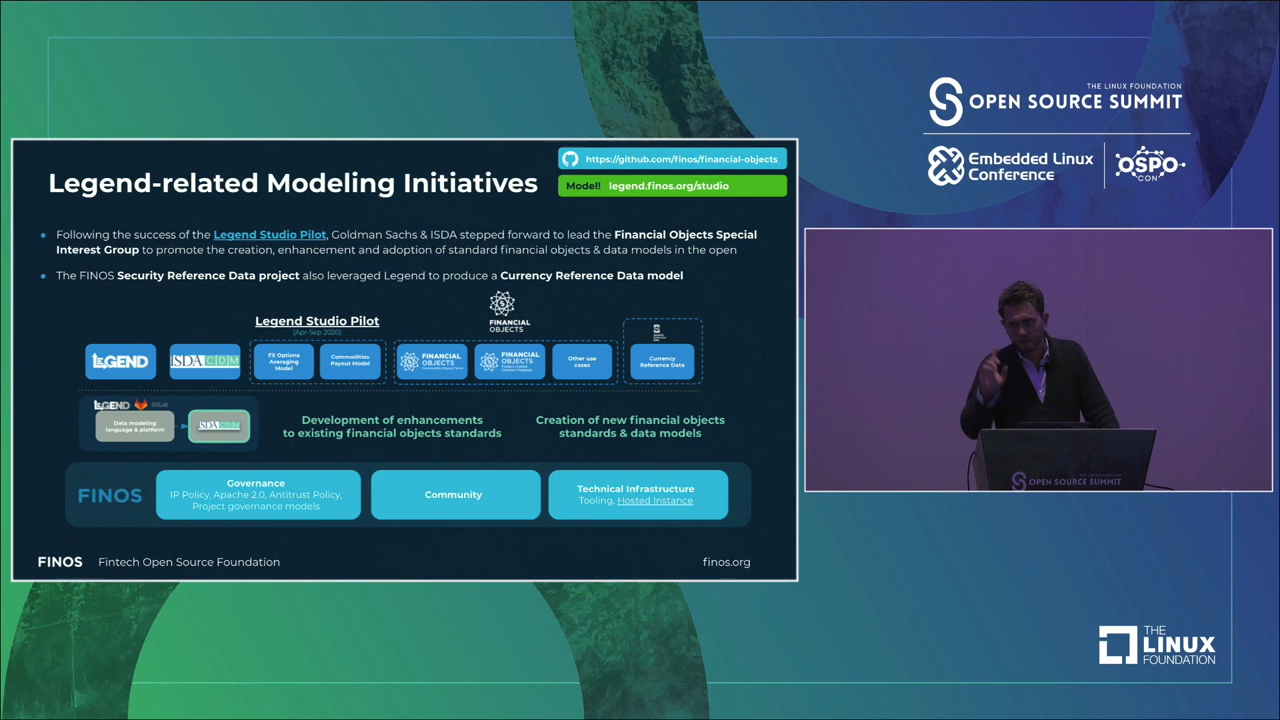 THE LINUX FOUNDATION
OPEN SOURCE SUMMIT
Embedded Linux
Conference
OSPO
CON
https://github.com/finos/financial-objects
Legend-related Modeling Initiatives
Model! legend.finos.org/studio
Following the success of the Legend Studio Pilot, Goldman Sachs & ISDA stepped forward to lead the Financial Objects Special
Interest Group to promote the creation, enhancement and adoption of standard financial objects & data models in the open
The FINOS Security Reference Data project also leveraged Legend to produce a Currency Reference Data model
Legend Studio Pilot
(Apr-Sep 2020)
FINANCIAL
OBJECTS
LEGEND
ISDA CDM
FX Options
Averaging
Model
Commodities
Payout Model
FINANCIAL
OBJECTS
FINANCIAL
OBJECTS
Other use
cases
Currency
Reference Data
LEGEND GitLab
Data modeling
language & platform
ISDA CDM
Development of enhancements
to existing financial objects standards
Creation of new financial objects
standards & data models
FINOS
Governance
IP Policy, Apache 2.0, Antitrust Policy,
Project governance models
Community
Technical Infrastructure
Tooling, Hosted Instance
FINOS Fintech Open Source Foundation
finos.org
OPEN SOURCE SUMMIT
THE
LINUX
FOUNDATION